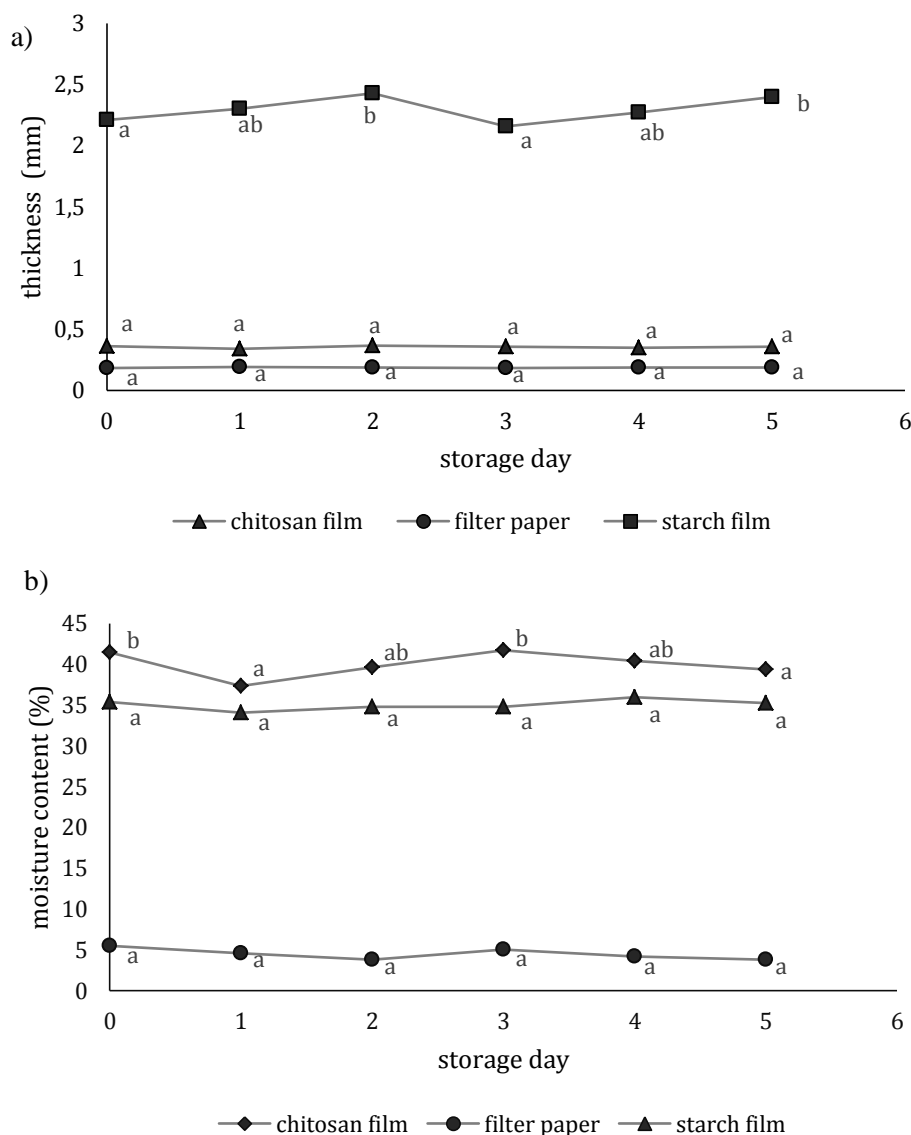 a)
3
2,5
2
1,5
1
0,5
0
thickness (mm)
a ab b a ab b
a a a a a a
a a a a a a
0 1 2 3 4 5 6
storage day
chitosan film filter paper starch film
b)
45
40
35
30
25
20
15
10
5
0
moisture content (%)
b a ab b ab a
a a a a a a
a a a a a a
0 1 2 3 4 5 6
storage day
chitosan film filter paper starch film